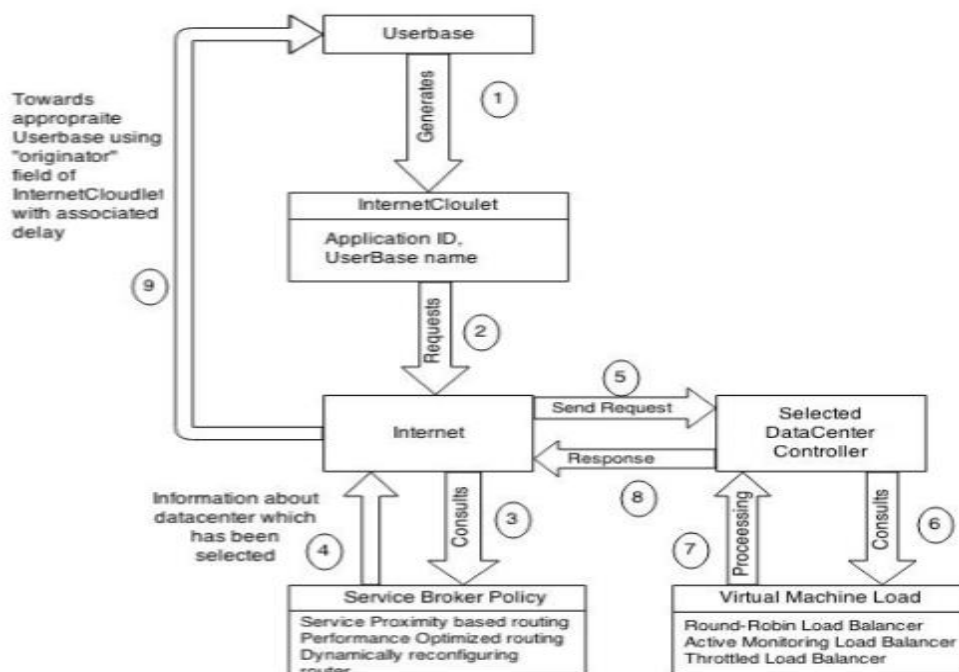 Userbase
Generates
1
Towards
appropraite
Userbase using
"originator"
field of
InternetCloudlet
with associated
delay
InternetCloulet
Application ID,
UserBase name
9
Requests
2
5
Send Request
Internet
Selected
DataCenter
Controller
Response
8
Information about
datacenter which
has been
selected
4
Consults
3
7
Proceessing
Consults
6
Service Broker Policy
Service Proximity based routing
Performance Optimized routing
Dynamically reconfiguring
router
Virtual Machine Load
Round-Robin Load Balancer
Active Monitoring Load Balancer
Throttled Load Balancer